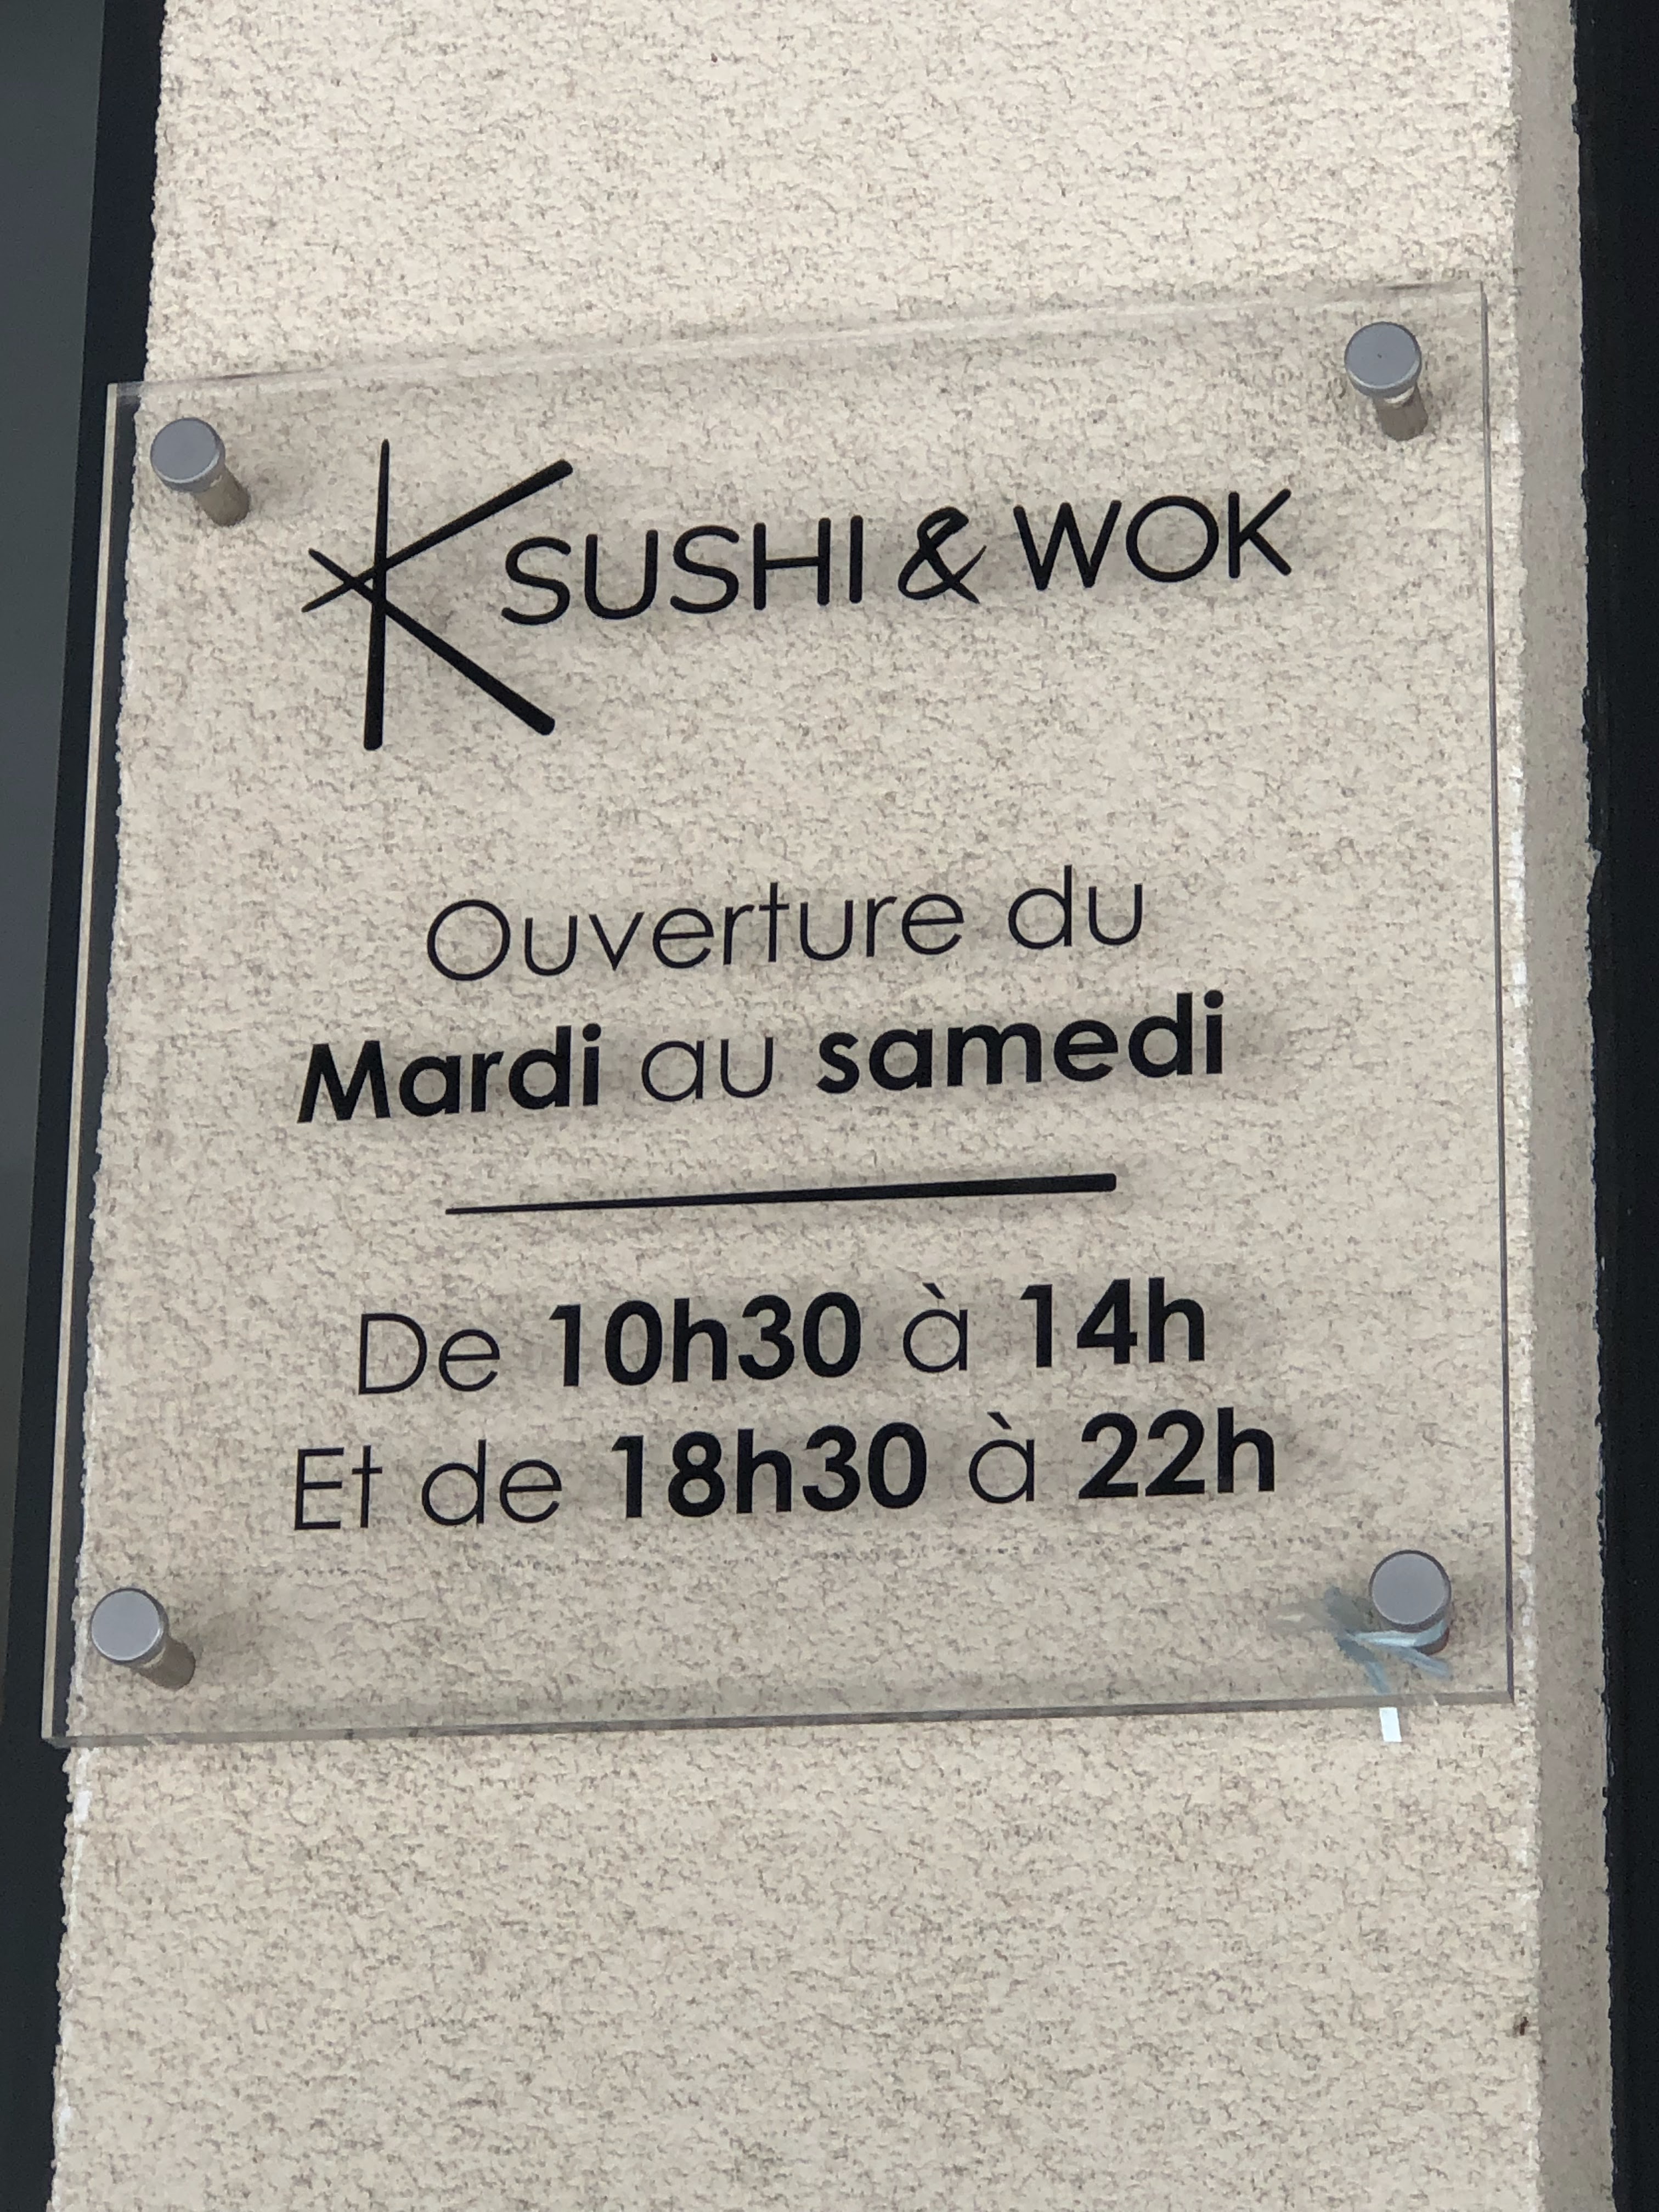 K SUSHI & WOK
Ouverture du
Mardi au samedi
De 10h30 à 14h
Et de 18h30 à 22h